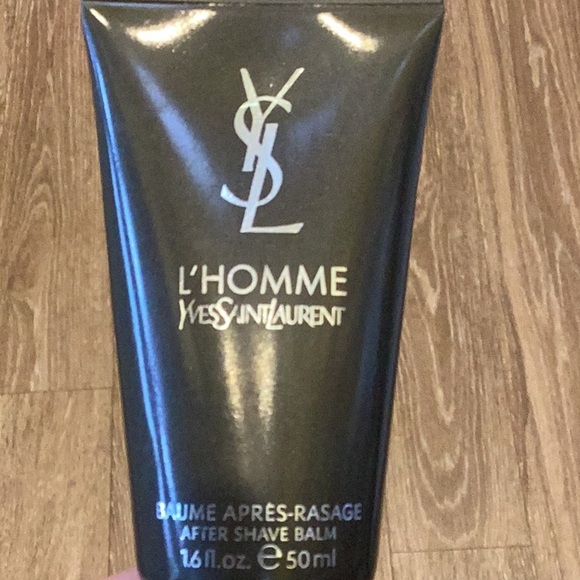 YSL
L'HOMME
YVESSAINTLAURENT
BAUME APRÈS-RASAGE
AFTER SHAVE BALM
1.6 fl.oz. e 50ml